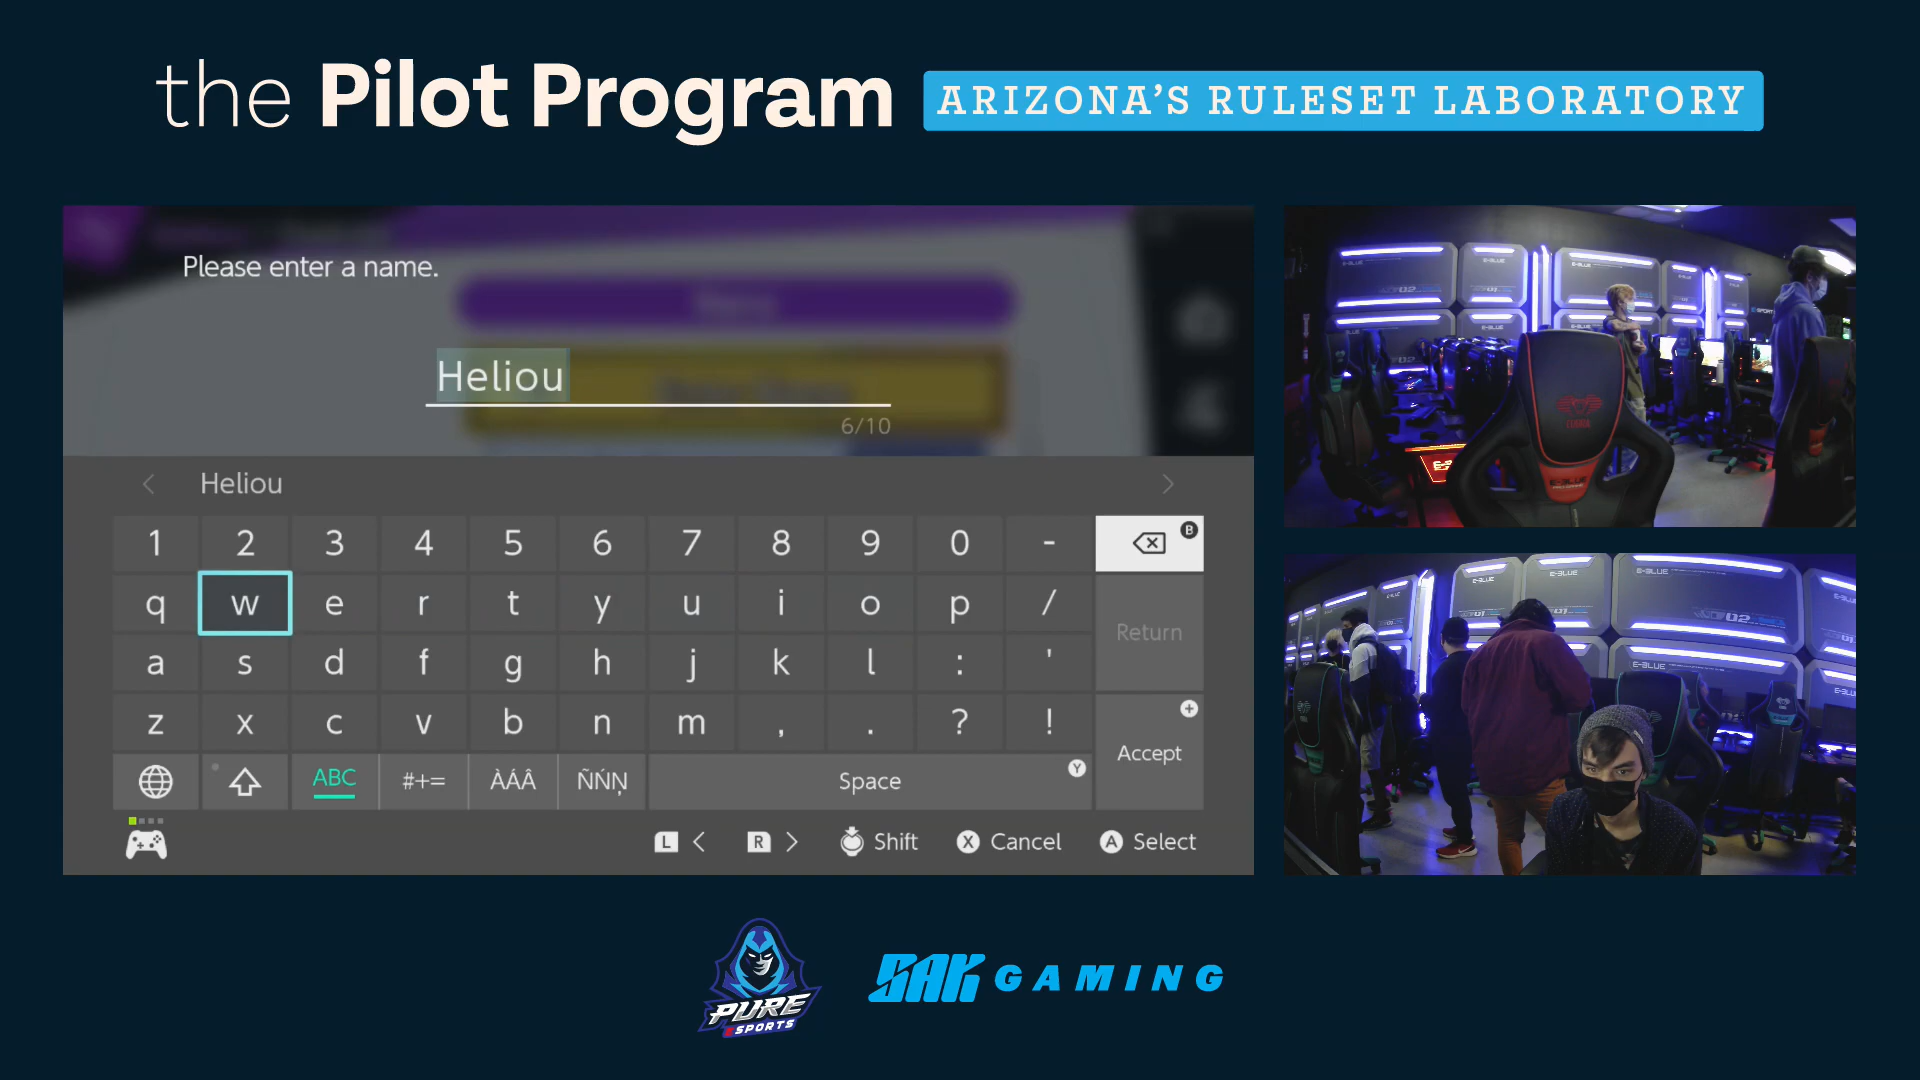 the Pilot Program
ARIZONA'S RULESET LABORATORY
Please enter a name.
Heliou
6/10
< Heliou >
1 2 3 4 5 6 7 8 9 0 - B
q w e r t y u i o p /
Return
a s d f g h j k l : '
z x c v b n m , . ? !
+
Accept
ABC #+= ÀÁÂ ÑŃŅ Space Y
L < R > Shift X Cancel A Select
E-BLUE
PURE
ESPORTS
SAK GAMING